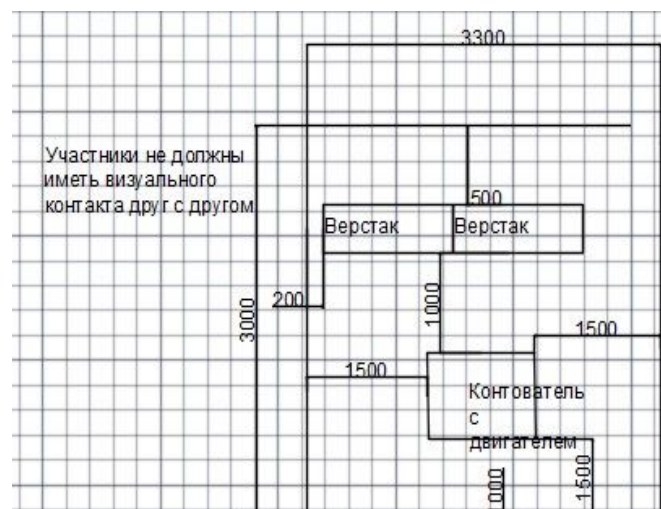 3300
Участники не должны
иметь визуального
контакта друг с другом
500
Верстак Верстак
200
3000
1000
1500
1500
Контователь
с
двигателем
1500